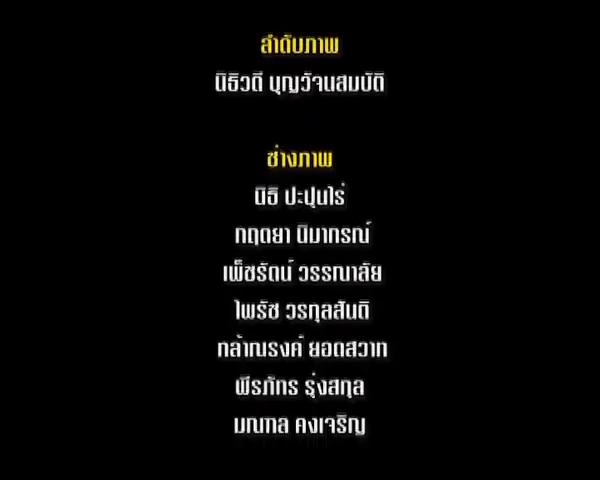 ลำดับภาพ
นิธิวดี บุญวัจนสมบัติ
ช่างภาพ
นิธิ ปะปุนไร่
กฤตยา นิมากรณ์
เพ็ชรัตน์ วรรณาลัย
ไพรัช วรกุลสันติ
กล้าณรงค์ ยอดสวาท
พีรภัทร รุ่งสกุล
มณฑล คงเจริญ